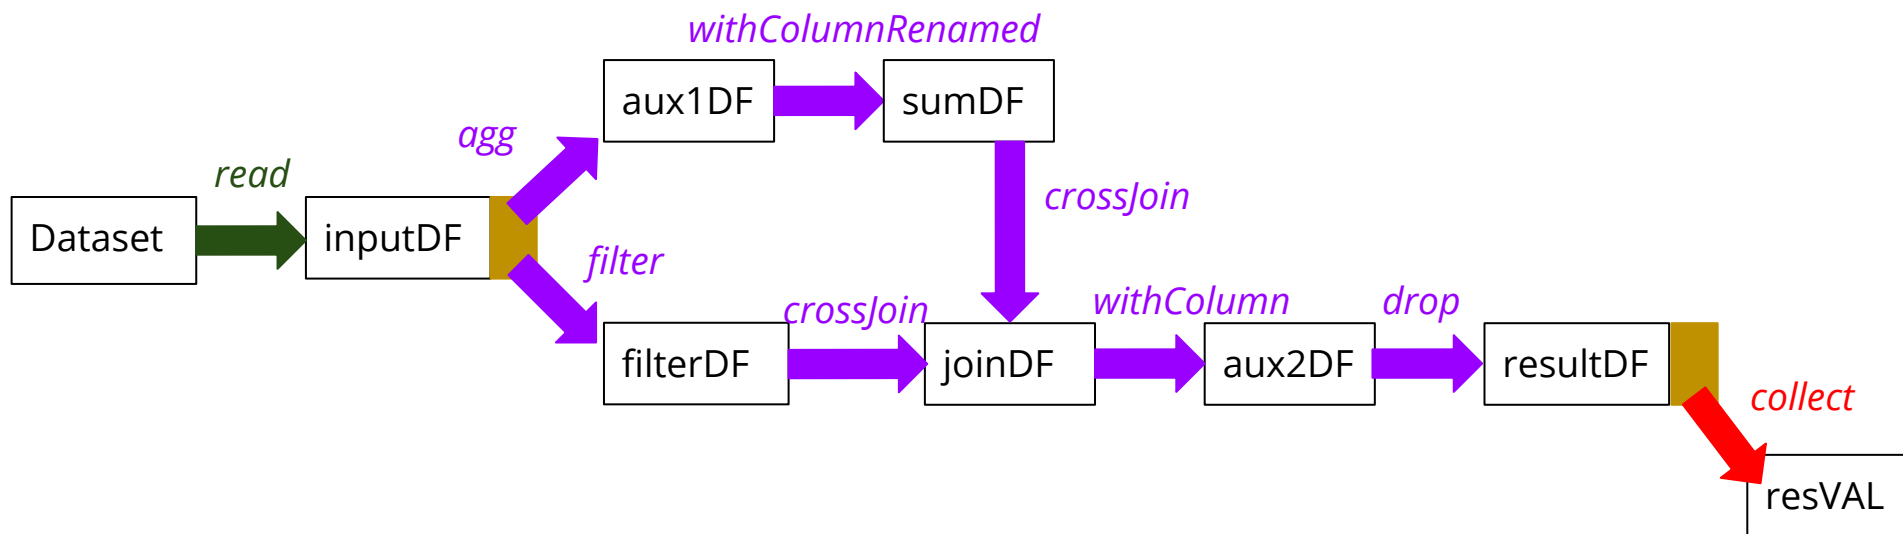 withColumnRenamed
aux1DF
sumDF
agg
read
crossJoin
Dataset
inputDF
filter
crossJoin
withColumn
drop
filterDF
joinDF
aux2DF
resultDF
collect
resVAL